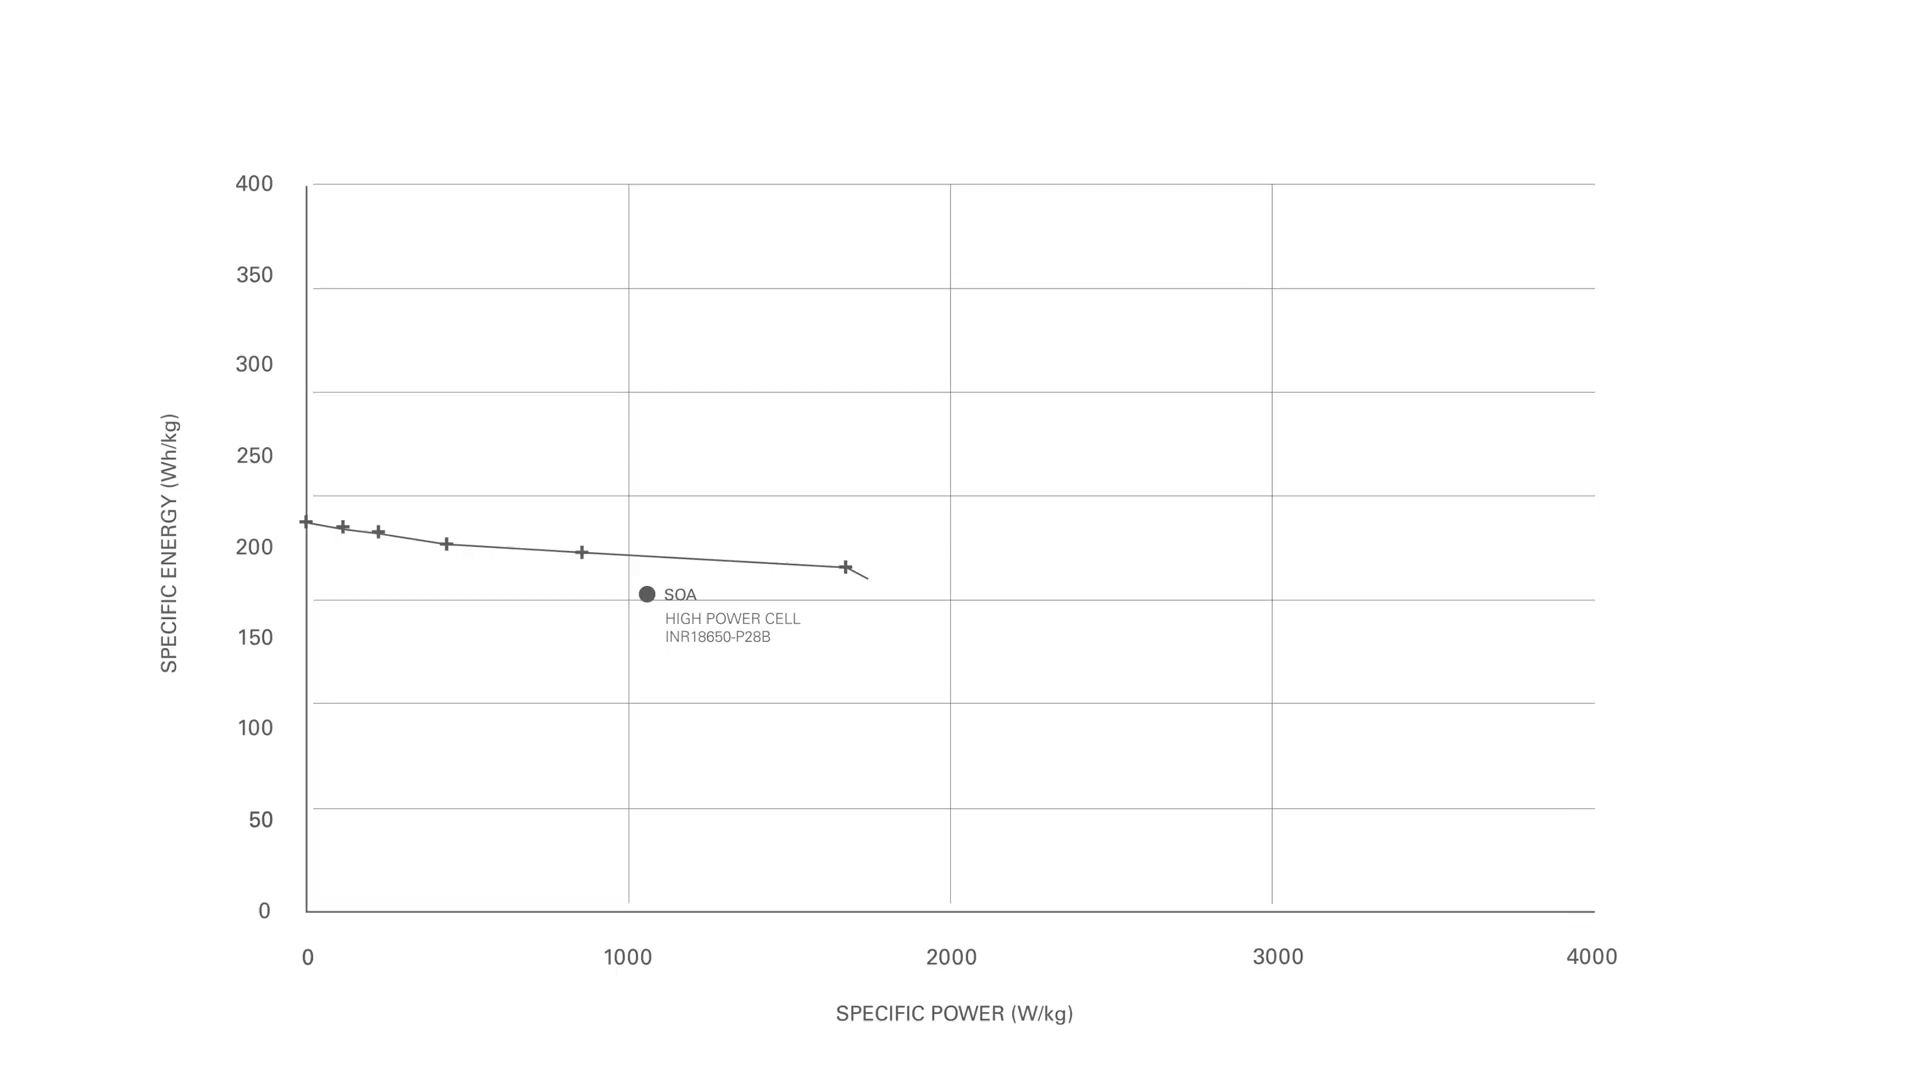 400
350
300
250
200
150
100
50
0
SPECIFIC ENERGY (Wh/kg)
SOA
HIGH POWER CELL
INR18650-P28B
0 1000 2000 3000 4000
SPECIFIC POWER (W/kg)